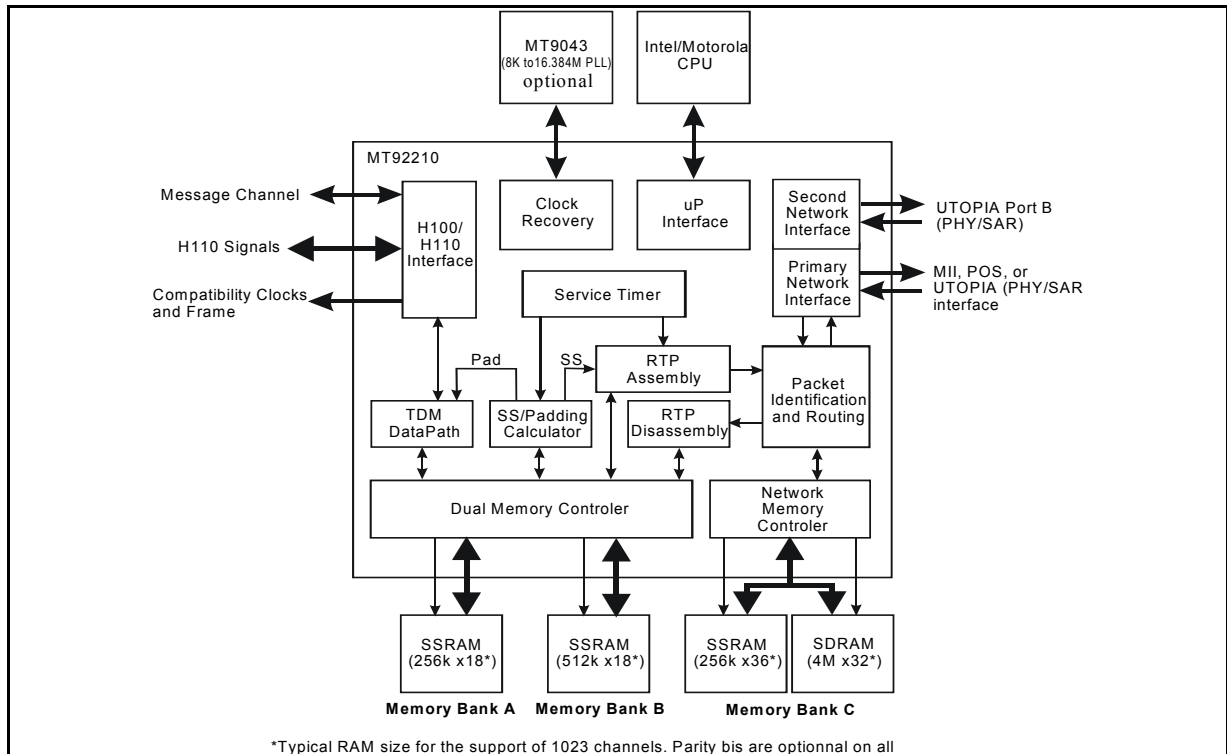 MT9043
(8K to16.384M PLL)
optional
Intel/Motorola
CPU
MT92210
Message Channel
H110 Signals
Compatibility Clocks
and Frame
H100/
H110
Interface
Clock
Recovery
uP
Interface
Second
Network
Interface
UTOPIA Port B
(PHY/SAR)
Primary
Network
Interface
MII, POS, or
UTOPIA (PHY/SAR
interface
Service Timer
Pad
SS
RTP
Assembly
Packet
Identification
and Routing
TDM
DataPath
SS/Padding
Calculator
RTP
Disassembly
Dual Memory Controler
Network
Memory
Controler
SSRAM
(256k x18*)
SSRAM
(512k x18*)
SSRAM
(256k x36*)
SDRAM
(4M x32*)
Memory Bank A
Memory Bank B
Memory Bank C
*Typical RAM size for the support of 1023 channels. Parity bis are optionnal on all